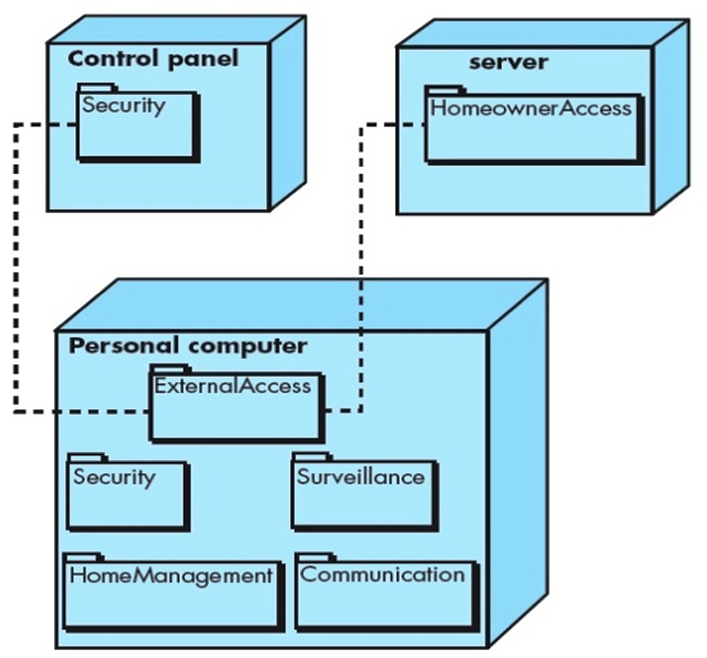 Control panel
Security
server
HomeownerAccess
Personal computer
ExternalAccess
Security
Surveillance
HomeManagement
Communication